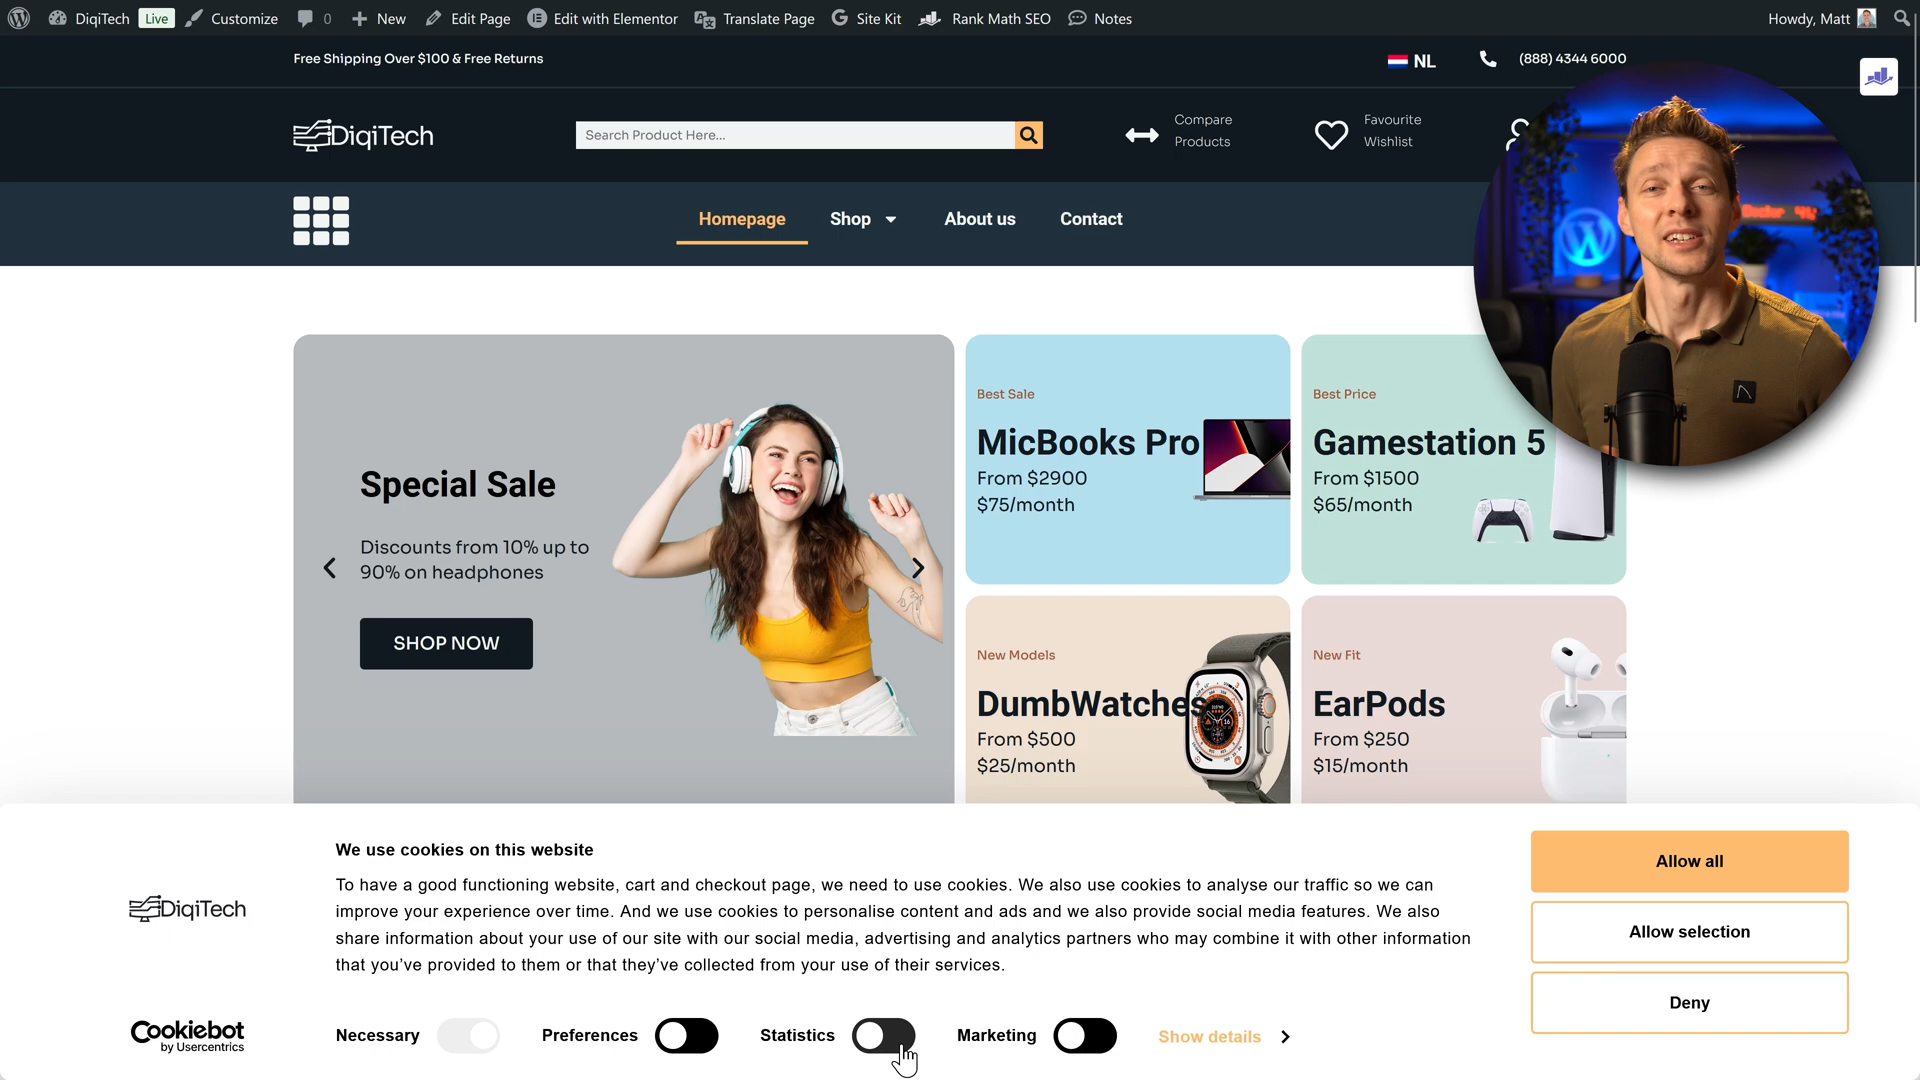 DiqiTech Live Customize 0 New Edit Page Edit with Elementor Translate Page Site Kit Rank Math SEO Notes Howdy, Matt
Free Shipping Over $100 & Free Returns NL (888) 4344 6000
DiqiTech
Search Product Here...
Compare
Products
Favourite
Wishlist
Homepage Shop About us Contact
Special Sale
Discounts from 10% up to
90% on headphones
SHOP NOW
Best Sale
MicBooks Pro
From $2900
$75/month
Best Price
Gamestation 5
From $1500
$65/month
New Models
DumbWatches
From $500
$25/month
New Fit
EarPods
From $250
$15/month
DiqiTech
We use cookies on this website
To have a good functioning website, cart and checkout page, we need to use cookies. We also use cookies to analyse our traffic so we can
improve your experience over time. And we use cookies to personalise content and ads and we also provide social media features. We also
share information about your use of our site with our social media, advertising and analytics partners who may combine it with other information
that you've provided to them or that they've collected from your use of their services.
Allow all
Allow selection
Deny
Cookiebot
by Usercentrics
Necessary Preferences Statistics Marketing Show details